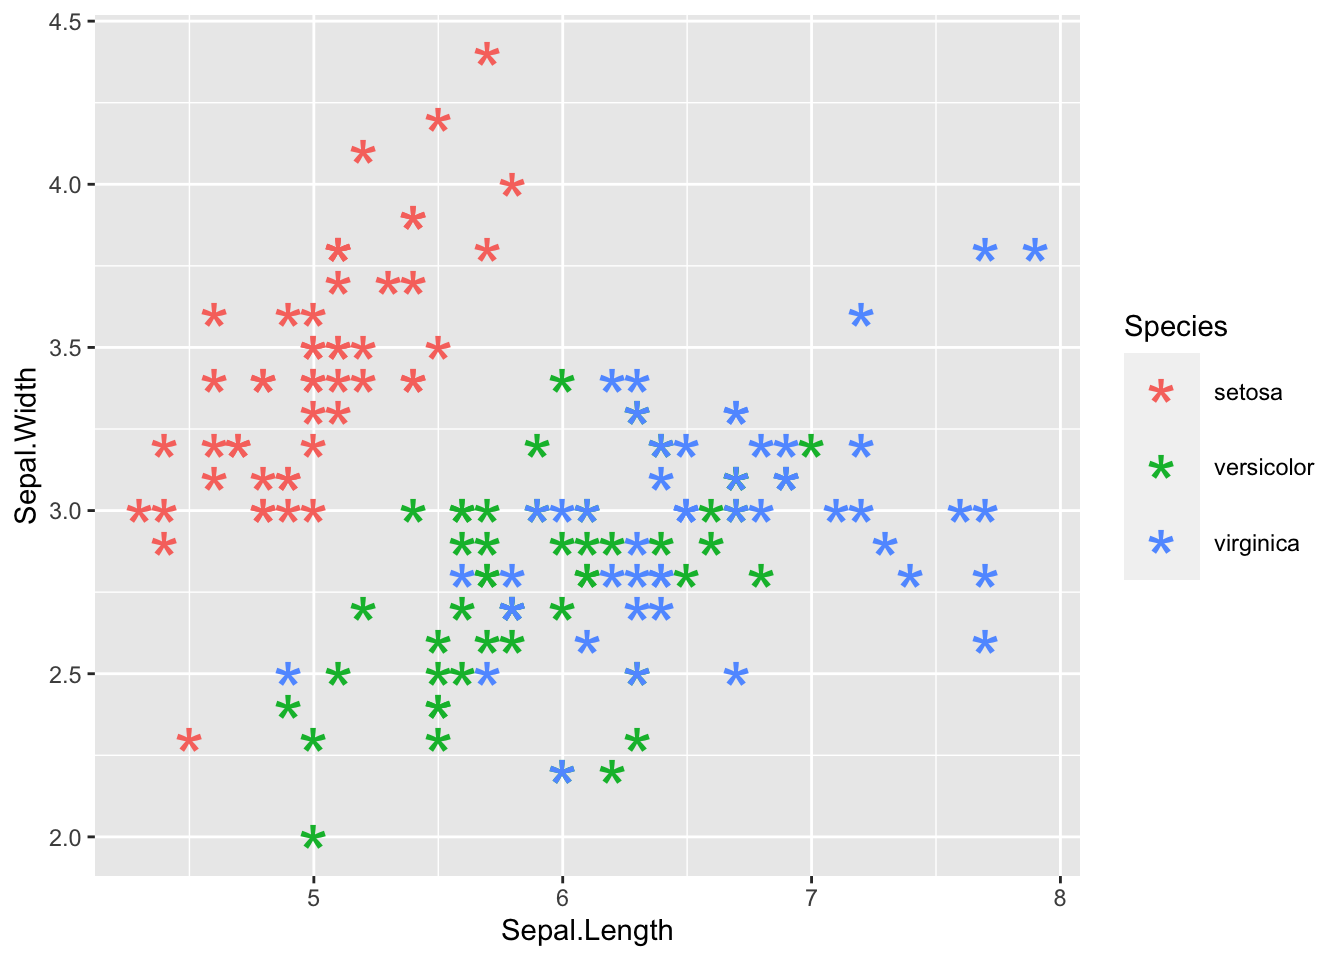 4.5
4.0
3.5
3.0
2.5
2.0
Sepal.Width
5 6 7 8
Sepal.Length
Species
setosa
versicolor
virginica